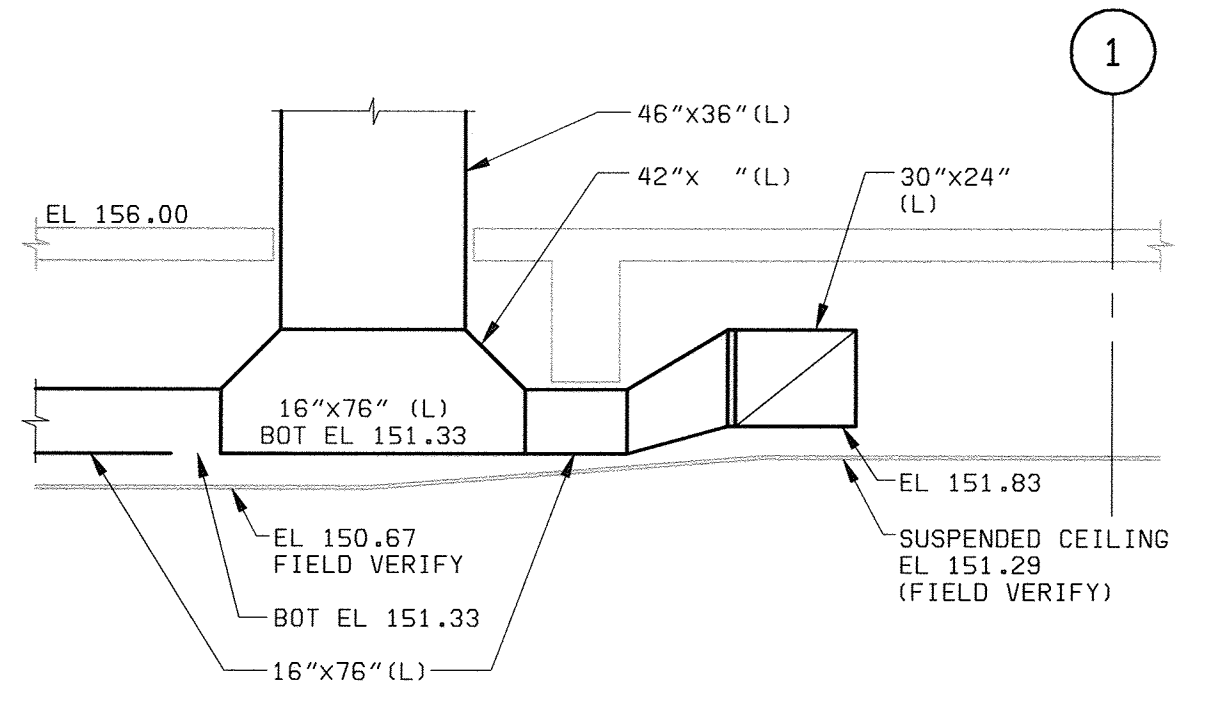 1
46"x36"(L)
42"x "(L)
30"x24"
(L)
EL 156.00
16"x76" (L)
BOT EL 151.33
EL 151.83
EL 150.67
FIELD VERIFY
SUSPENDED CEILING
EL 151.29
(FIELD VERIFY)
BOT EL 151.33
16"x76"(L)